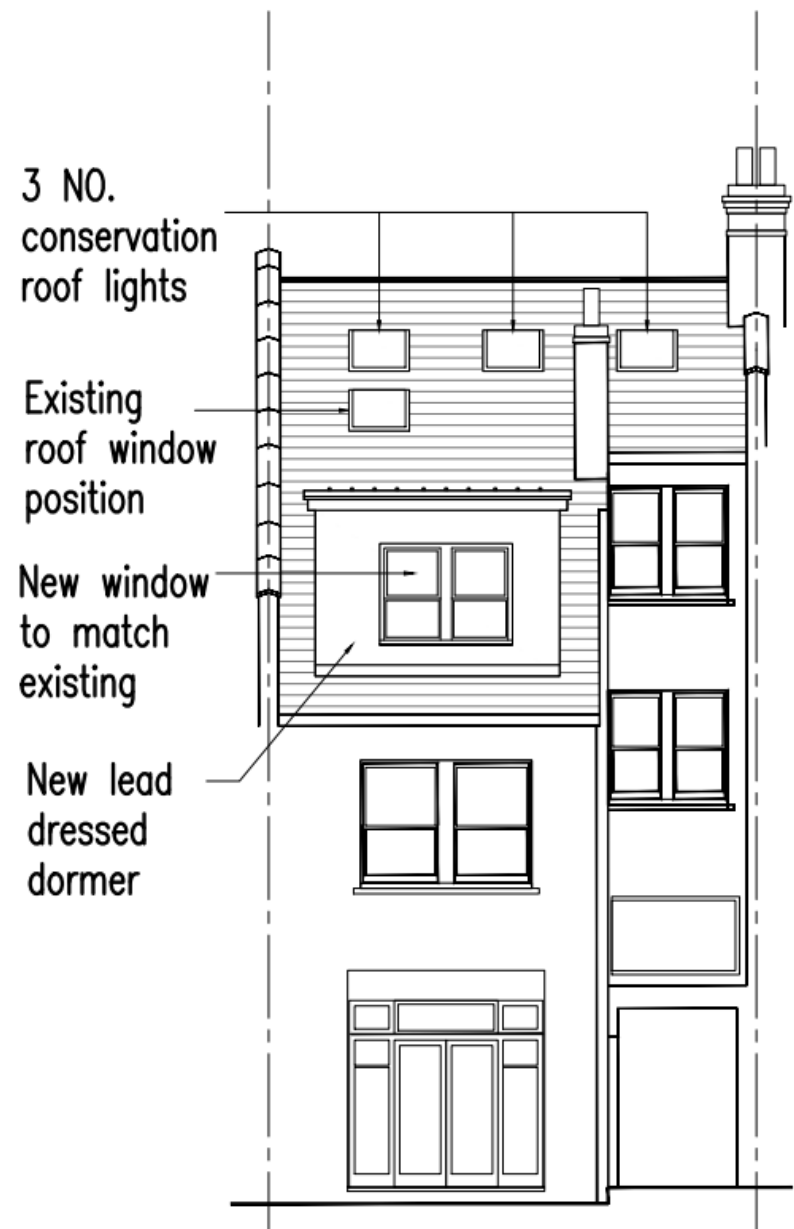 3 NO.
conservation
roof lights
Existing
roof window
position
New window
to match
existing
New lead
dressed
dormer